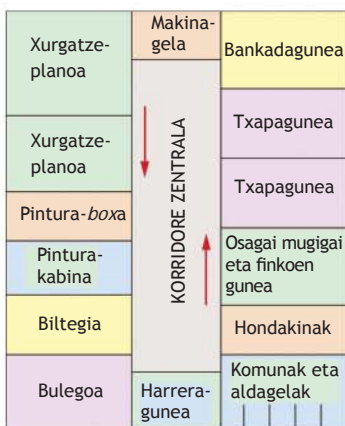 Xurgatze-
planoa
Xurgatze-
planoa
Pintura-boxa
Pintura-
kabina
Biltegia
Bulegoa
Makina-
gela
KORRIDORE ZENTRALA
Harrera-
gunea
Bankadagunea
Txapagunea
Txapagunea
Osagai mugigai
eta finkoen
gunea
Hondakinak
Komunak eta
aldagelak